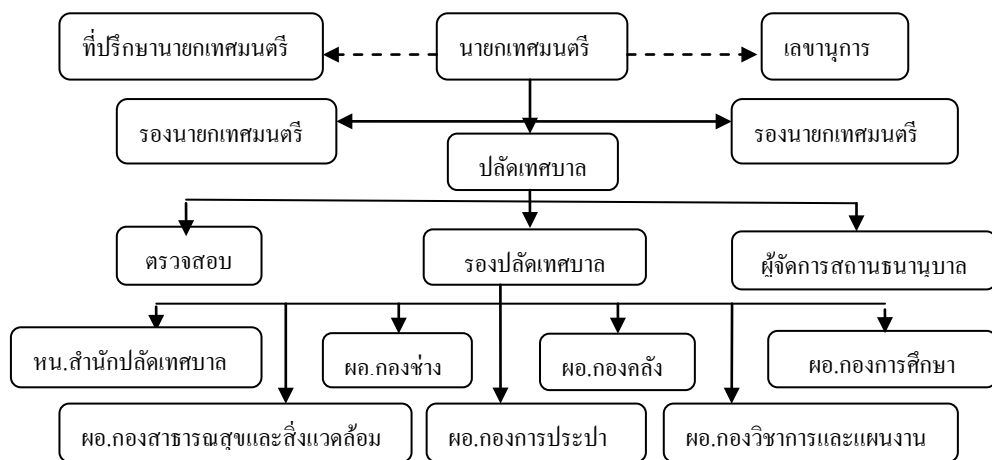 ที่ปรึกษานายกเทศมนตรี นายกเทศมนตรี เลขานุการ
รองนายกเทศมนตรี รองนายกเทศมนตรี
ปลัดเทศบาล
ตรวจสอบ รองปลัดเทศบาล ผู้จัดการสถานธนานุบาล
หน.สำนักปลัดเทศบาล ผอ.กองช่าง ผอ.กองคลัง ผอ.กองการศึกษา
ผอ.กองสาธารณสุขและสิ่งแวดล้อม ผอ.กองการประปา ผอ.กองวิชาการและแผนงาน